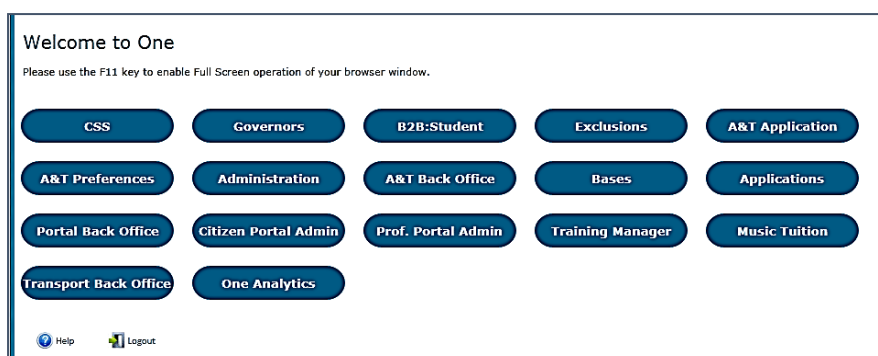 Welcome to One
Please use the F11 key to enable Full Screen operation of your browser window.
CSS Governors B2B:Student Exclusions A&T Application
A&T Preferences Administration A&T Back Office Bases Applications
Portal Back Office Citizen Portal Admin Prof. Portal Admin Training Manager Music Tuition
Transport Back Office One Analytics
Help Logout